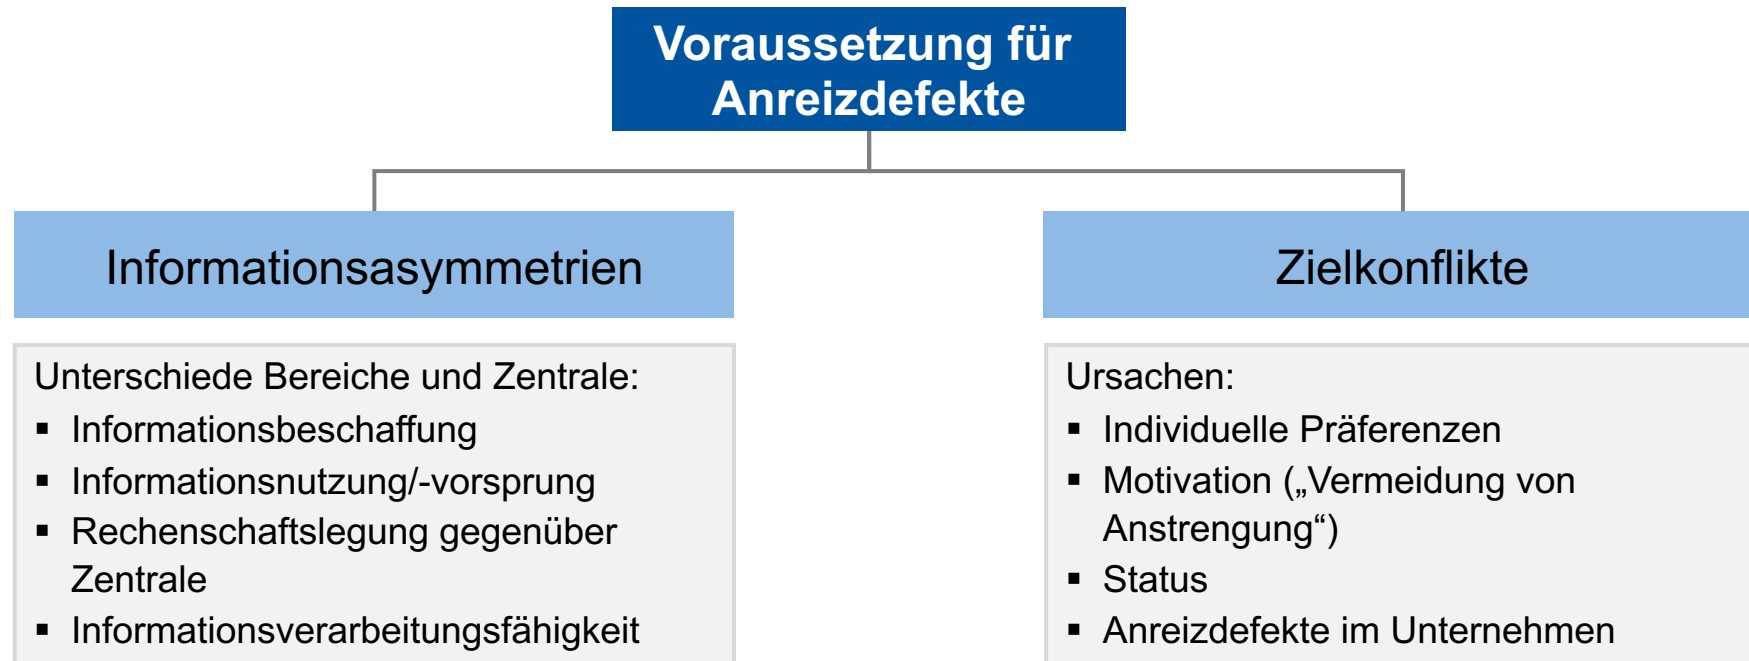 Voraussetzung für
Anreizdefekte
Informationsasymmetrien
Unterschiede Bereiche und Zentrale:
▪ Informationsbeschaffung
▪ Informationsnutzung/-vorsprung
▪ Rechenschaftslegung gegenüber
Zentrale
▪ Informationsverarbeitungsfähigkeit
Zielkonflikte
Ursachen:
▪ Individuelle Präferenzen
▪ Motivation („Vermeidung von
Anstrengung“)
▪ Status
▪ Anreizdefekte im Unternehmen